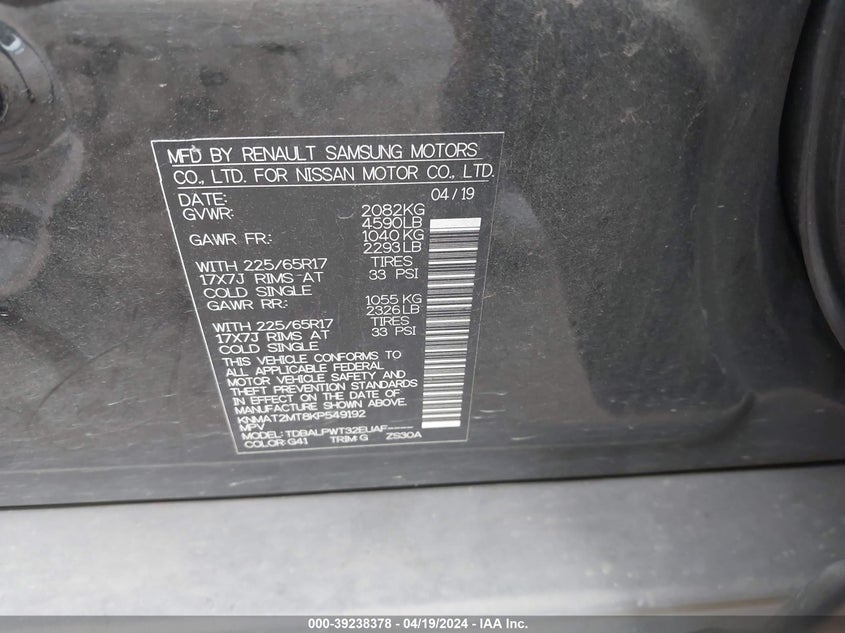 MFD BY RENAULT SAMSUNG MOTORS
CO., LTD. FOR NISSAN MOTOR CO., LTD.
DATE: 04/19
GVWR: 2082KG
4590LB
GAWR FR: 1040 KG
2293LB
WITH 225/65R17 TIRES
17X7J RIMS AT 33 PSI
COLD SINGLE
GAWR RR: 1055 KG
2326LB
WITH 225/65R17 TIRES
17X7J RIMS AT 33 PSI
COLD SINGLE
THIS VEHICLE CONFORMS TO
ALL APPLICABLE FEDERAL
MOTOR VEHICLE SAFETY AND
THEFT PREVENTION STANDARDS
IN EFFECT ON THE DATE OF
MANUFACTURE SHOWN ABOVE.
KNMAT2MT8KP549192
MPV
MODEL: TDBALPWT32EUAF----
COLOR: G41 TRIM: G ZS30A
000-39238378 - 04/19/2024 - IAA Inc.